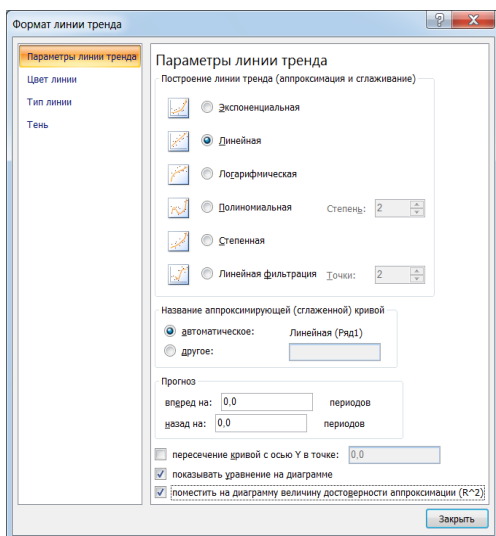 Формат линии тренда
Параметры линии тренда
Цвет линии
Тип линии
Тень
Параметры линии тренда
Построение линии тренда (аппроксимация и сглаживание)
Экспоненциальная
Линейная
Логарифмическая
Полиномиальная Степень: 2
Степенная
Линейная фильтрация Точки: 2
Название аппроксимирующей (сглаженной) кривой
автоматическое: Линейная (Ряд1)
другое:
Прогноз
вперед на: 0,0 периодов
назад на: 0,0 периодов
пересечение кривой с осью Y в точке: 0,0
показывать уравнение на диаграмме
поместить на диаграмму величину достоверности аппроксимации (R^2)
Закрыть